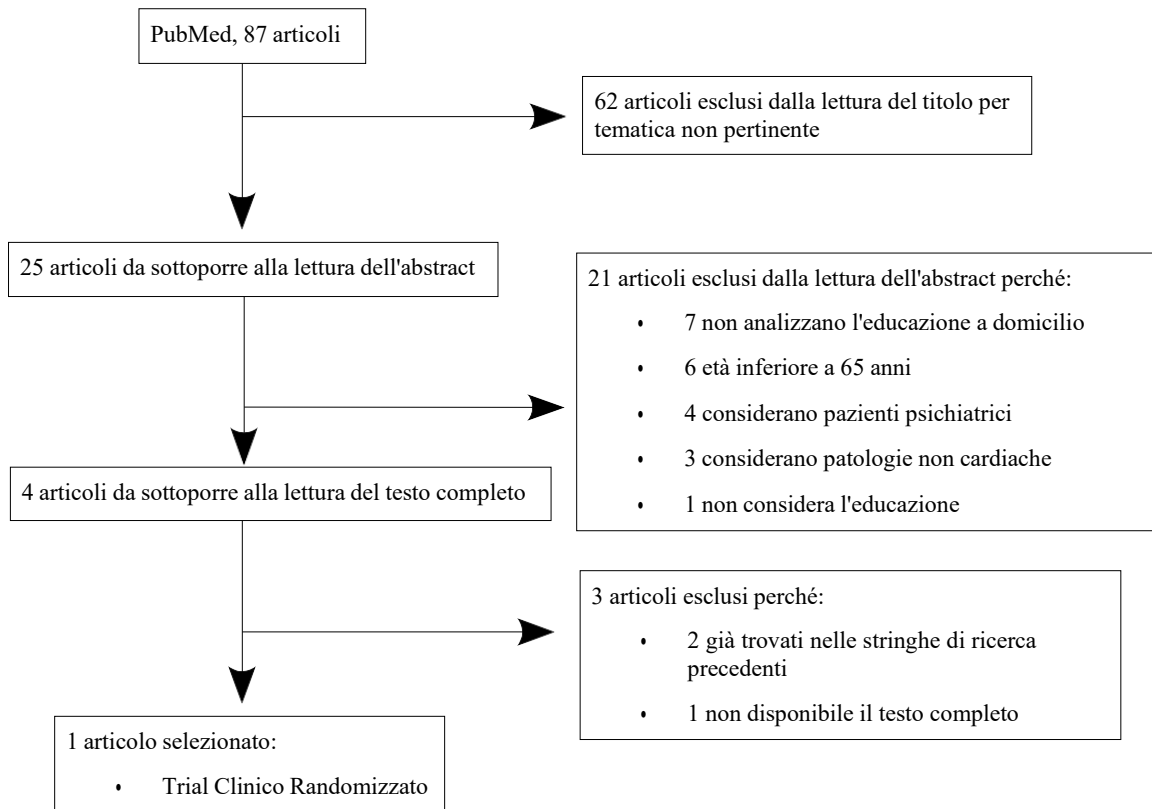 PubMed, 87 articoli
62 articoli esclusi dalla lettura del titolo per
tematica non pertinente
25 articoli da sottoporre alla lettura dell'abstract
21 articoli esclusi dalla lettura dell'abstract perché:
• 7 non analizzano l'educazione a domicilio
• 6 età inferiore a 65 anni
• 4 considerano pazienti psichiatrici
• 3 considerano patologie non cardiache
• 1 non considera l'educazione
4 articoli da sottoporre alla lettura del testo completo
3 articoli esclusi perché:
• 2 già trovati nelle stringhe di ricerca
precedenti
• 1 non disponibile il testo completo
1 articolo selezionato:
• Trial Clinico Randomizzato